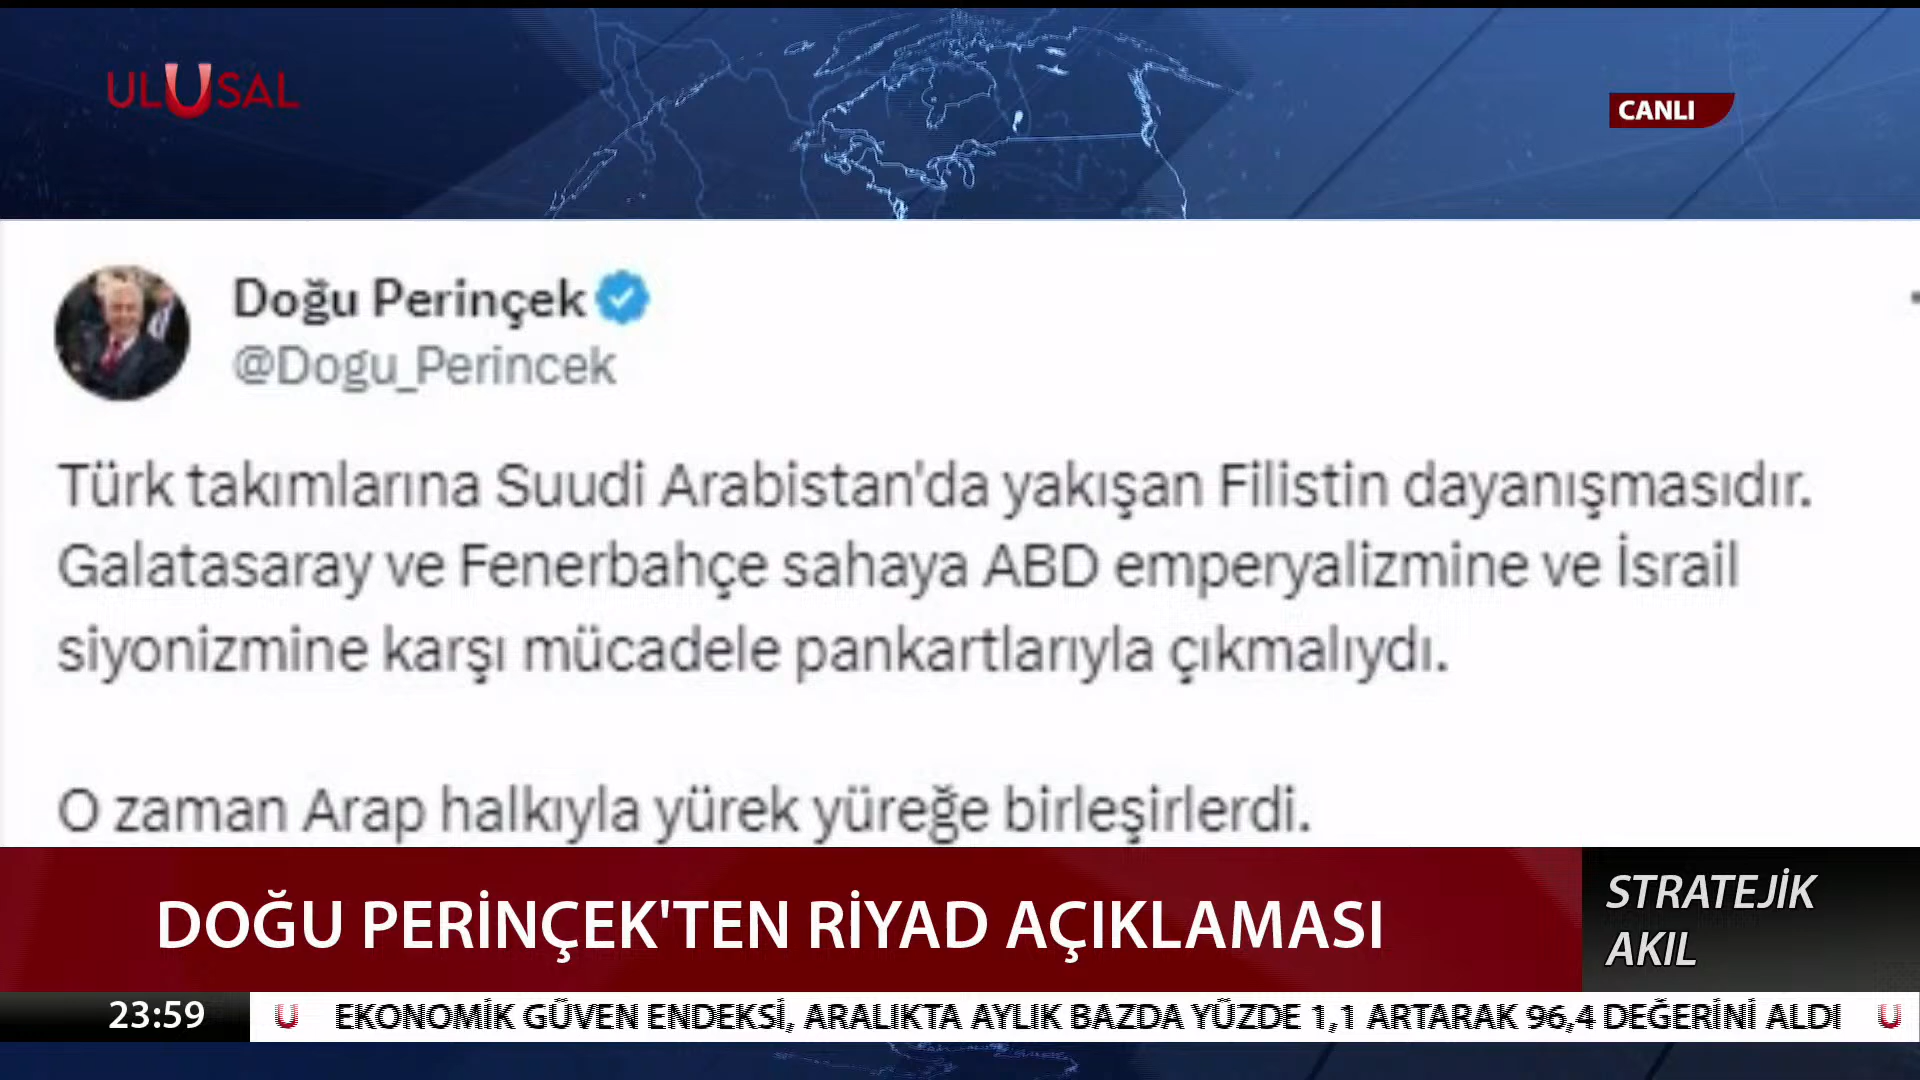 ULUSAL
CANLI
Doğu Perinçek
@Dogu_Perincek
Türk takımlarına Suudi Arabistan'da yakışan Filistin dayanışmasıdır.
Galatasaray ve Fenerbahçe sahaya ABD emperyalizmine ve İsrail
siyonizmine karşı mücadele pankartlarıyla çıkmalıydı.
O zaman Arap halkıyla yürek yüreğe birleşirlerdi.
DOĞU PERİNÇEK'TEN RİYAD AÇIKLAMASI
STRATEJİK
AKIL
23:59
U EKONOMİK GÜVEN ENDEKSİ, ARALIKTA AYLIK BAZDA YÜZDE 1,1 ARTARAK 96,4 DEĞERİNİ ALDI U